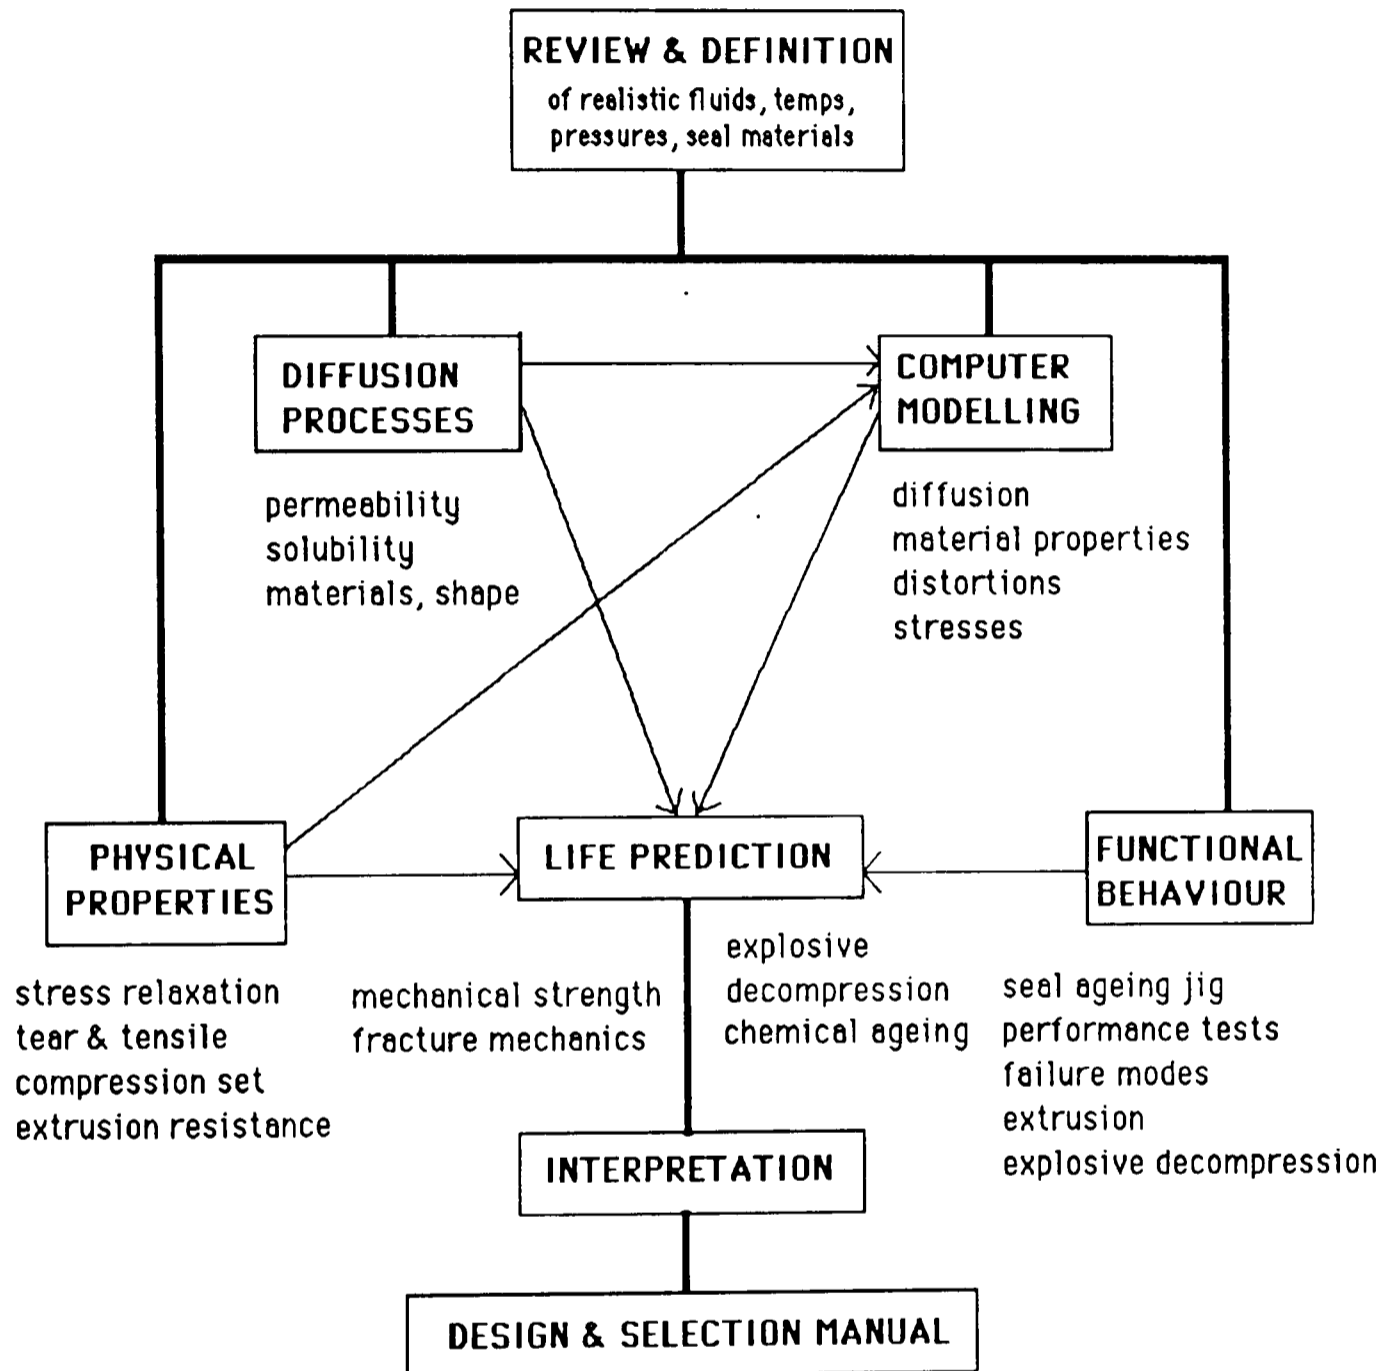 REVIEW & DEFINITION
of realistic fluids, temps,
pressures, seal materials
DIFFUSION
PROCESSES
permeability
solubility
materials, shape
COMPUTER
MODELLING
diffusion
material properties
distortions
stresses
PHYSICAL
PROPERTIES
stress relaxation
tear & tensile
compression set
extrusion resistance
LIFE PREDICTION
mechanical strength
fracture mechanics
explosive
decompression
chemical ageing
FUNCTIONAL
BEHAVIOUR
seal ageing jig
performance tests
failure modes
extrusion
explosive decompression
INTERPRETATION
DESIGN & SELECTION MANUAL